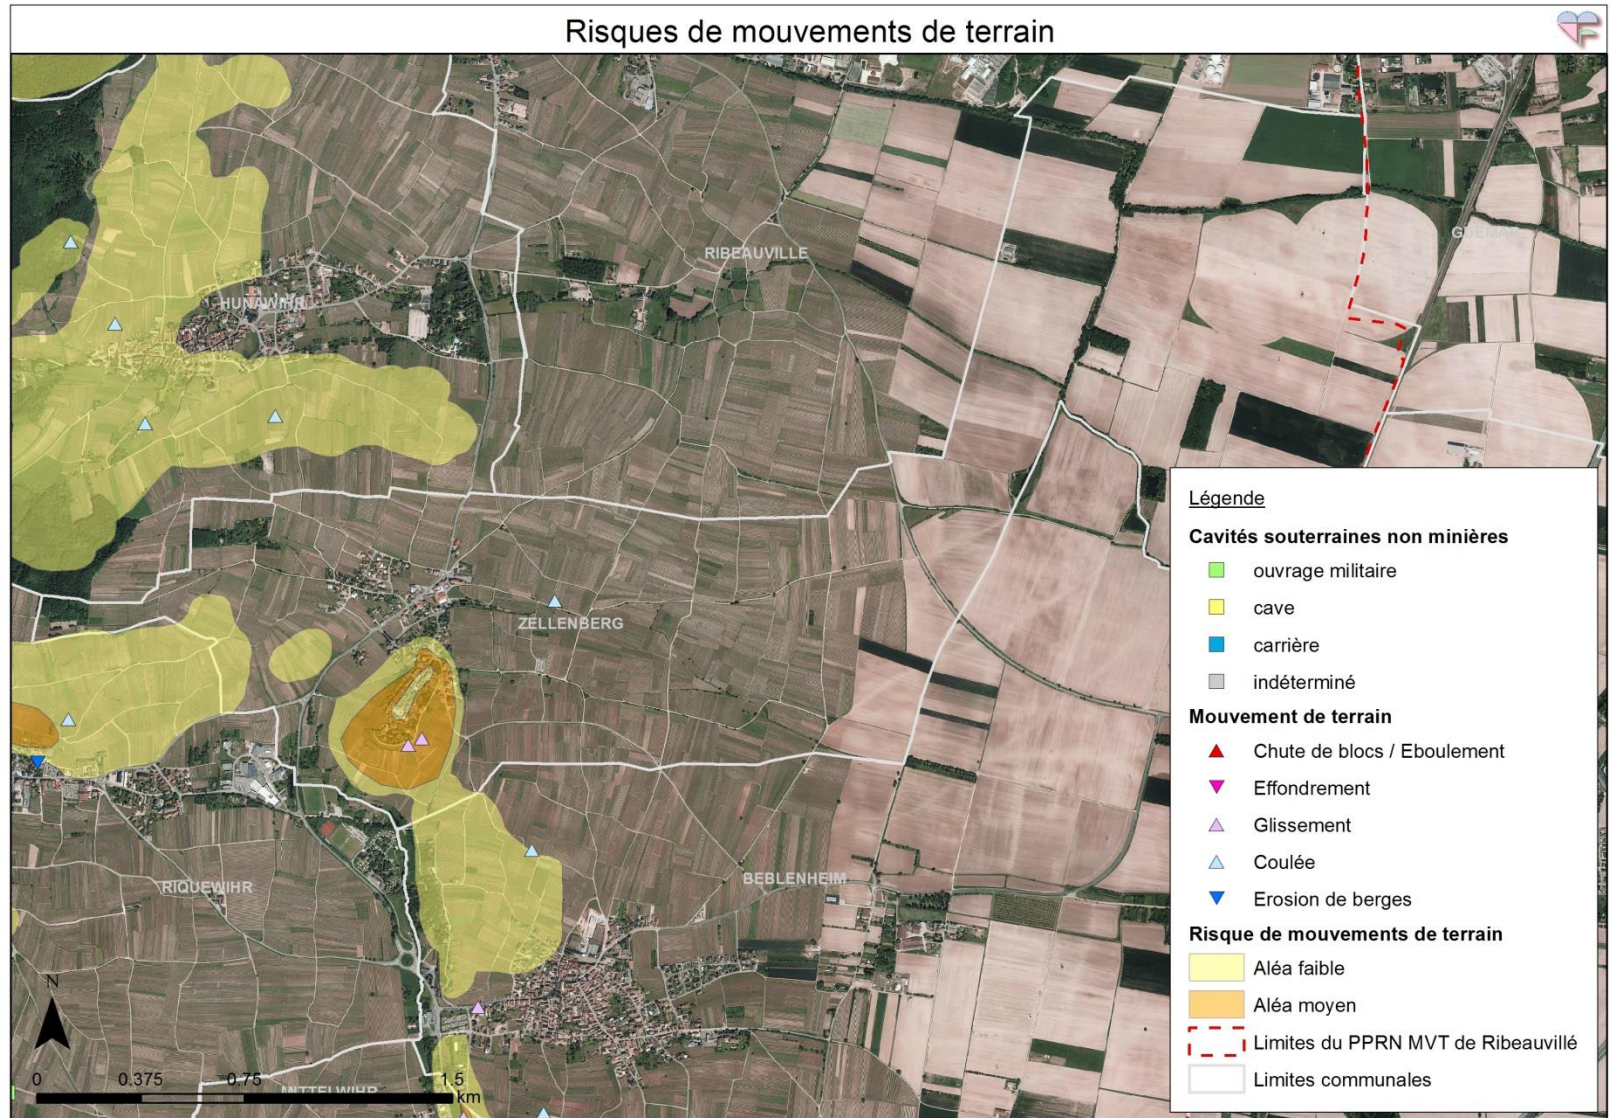 Risques de mouvements de terrain
RIBEAUVILLE
HUNAWIHR
ZELLENBERG
RIQUEWIHR
BEBLENHEIM
MITTELWIHR
N
0 0.375 0.75 1.5
km
Légende
Cavités souterraines non minières
ouvrage militaire
cave
carrière
indéterminé
Mouvement de terrain
Chute de blocs / Eboulement
Effondrement
Glissement
Coulée
Erosion de berges
Risque de mouvements de terrain
Aléa faible
Aléa moyen
Limites du PPRN MVT de Ribeauvillé
Limites communales